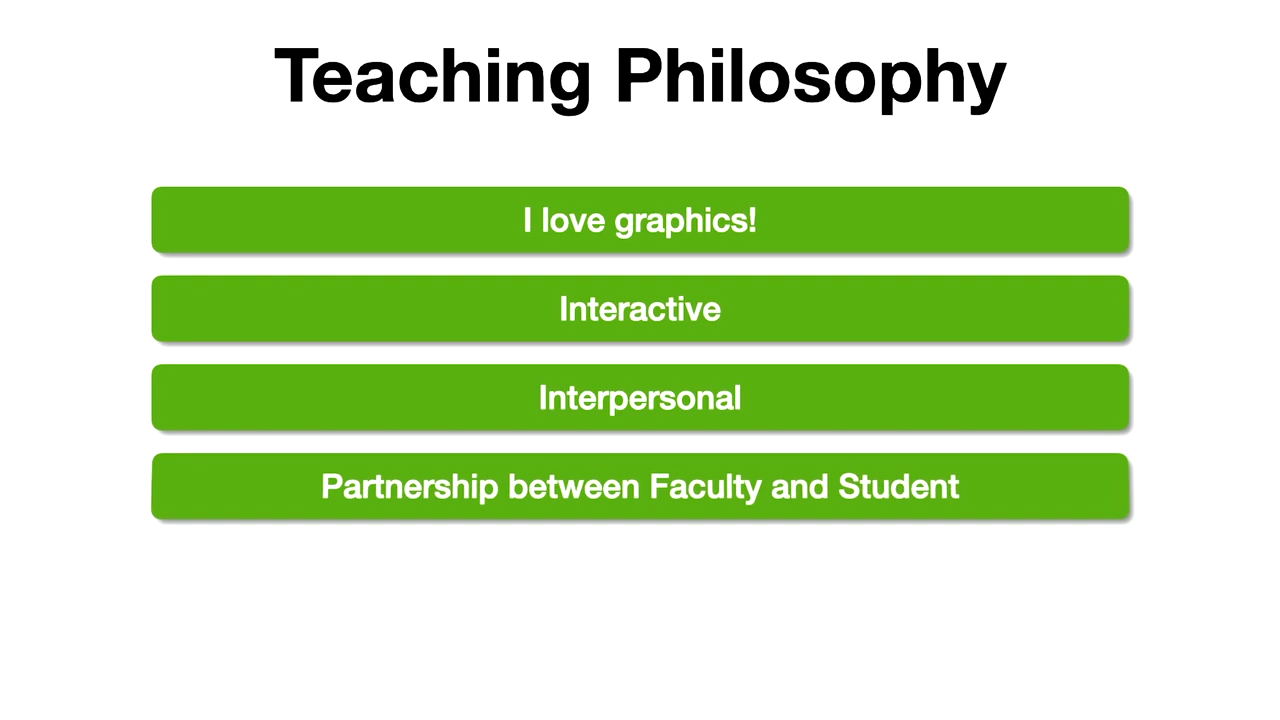 Teaching Philosophy
I love graphics!
Interactive
Interpersonal
Partnership between Faculty and Student